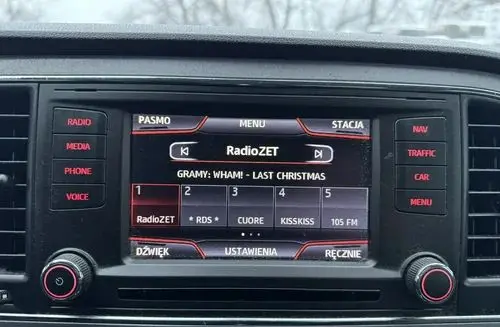 RADIO
MEDIA
PHONE
VOICE
PASMO MENU STACJA
RadioZET
GRAMY: WHAM! - LAST CHRISTMAS
1 2 3 4 5
RadioZET * RDS * CUORE KISSKISS 105 FM
DŹWIĘK USTAWIENIA RĘCZNIE
NAV
TRAFFIC
CAR
MENU